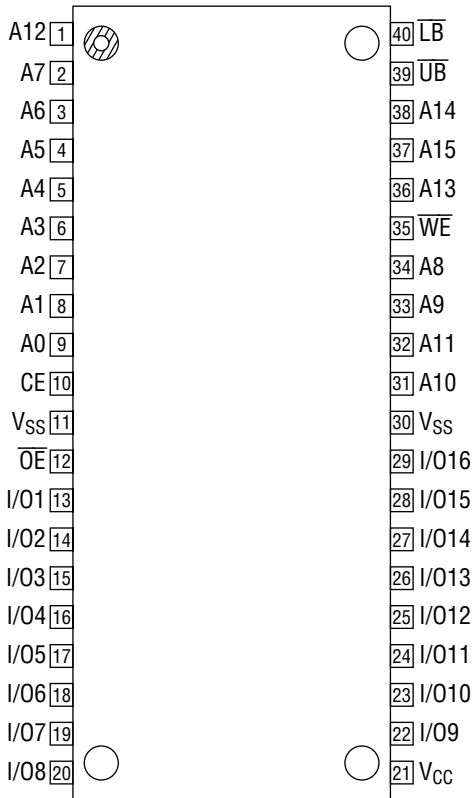 A12 1 40 L̅B̅
A7 2 39 U̅B̅
A6 3 38 A14
A5 4 37 A15
A4 5 36 A13
A3 6 35 W̅E̅
A2 7 34 A8
A1 8 33 A9
A0 9 32 A11
CE 10 31 A10
VSS 11 30 VSS
O̅E̅ 12 29 I/O16
I/O1 13 28 I/O15
I/O2 14 27 I/O14
I/O3 15 26 I/O13
I/O4 16 25 I/O12
I/O5 17 24 I/O11
I/O6 18 23 I/O10
I/O7 19 22 I/O9
I/O8 20 21 VCC